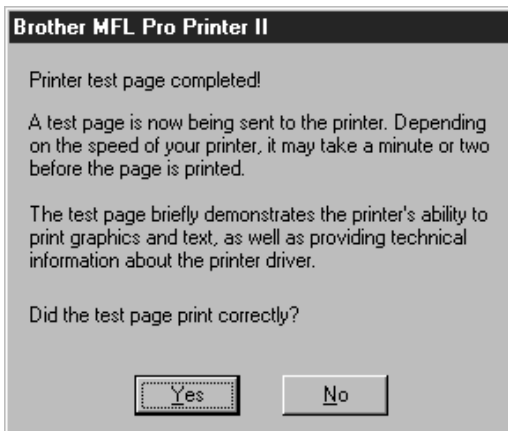 Brother MFL Pro Printer II
Printer test page completed!
A test page is now being sent to the printer. Depending
on the speed of your printer, it may take a minute or two
before the page is printed.
The test page briefly demonstrates the printer's ability to
print graphics and text, as well as providing technical
information about the printer driver.
Did the test page print correctly?
Yes
No